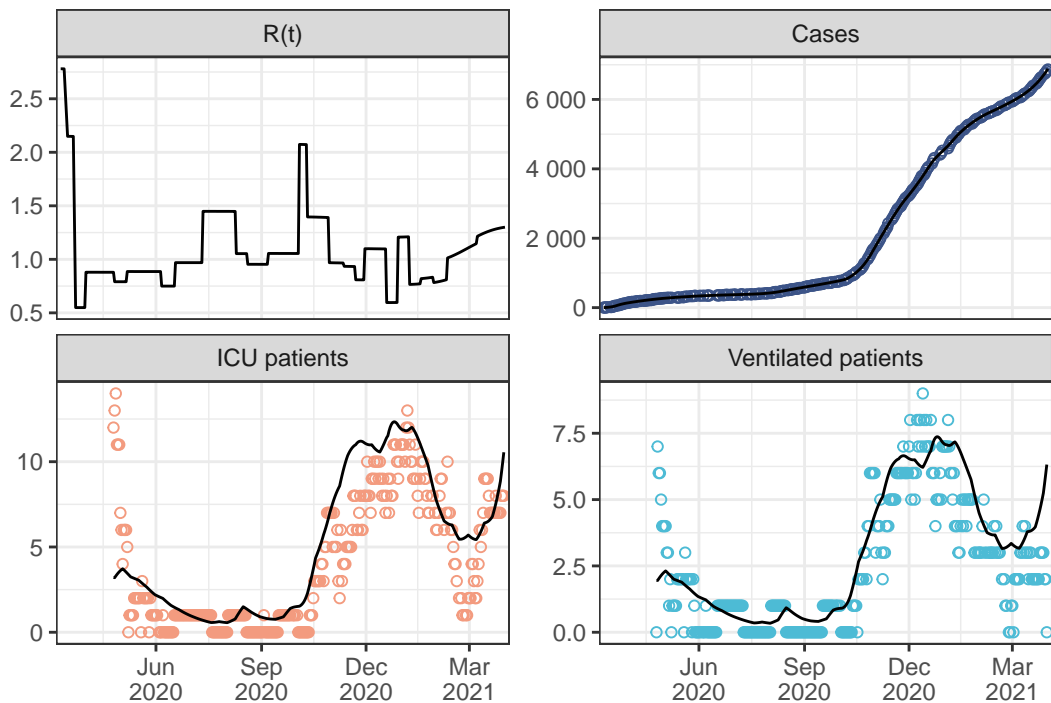 R(t)
Cases
2.5
2.0
1.5
1.0
0.5
6 000
4 000
2 000
0
ICU patients
Ventilated patients
10
5
0
7.5
5.0
2.5
0.0
Jun Sep Dec Mar
2020 2020 2020 2021
Jun Sep Dec Mar
2020 2020 2020 2021